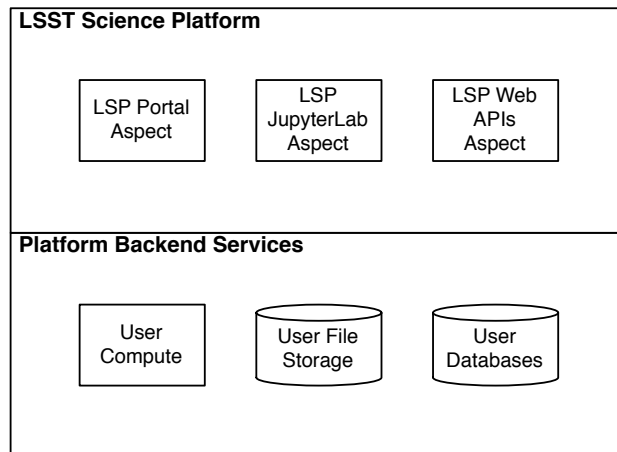 LSST Science Platform
LSP Portal
Aspect
LSP
JupyterLab
Aspect
LSP Web
APIs
Aspect
Platform Backend Services
User
Compute
User File
Storage
User
Databases